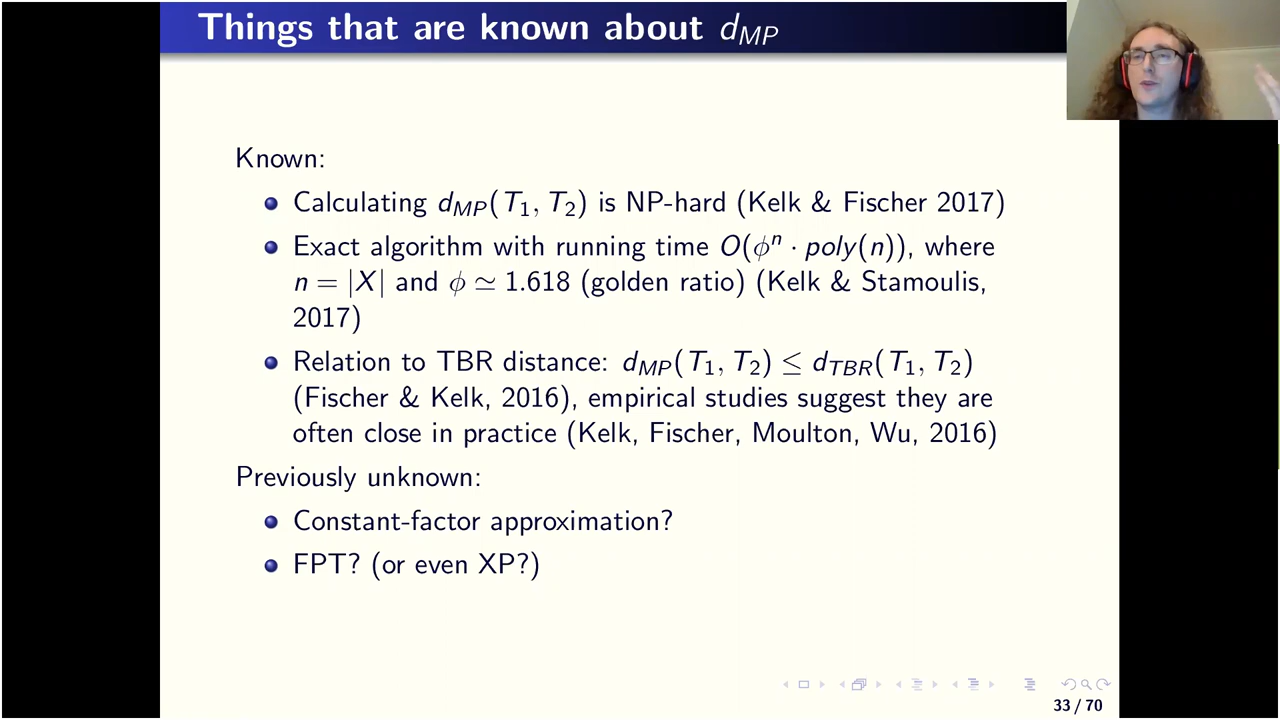 Things that are known about d_MP
Known:
Calculating d_MP(T_1, T_2) is NP-hard (Kelk & Fischer 2017)
Exact algorithm with running time O(ϕ^n · poly(n)), where
n = |X| and ϕ ≃ 1.618 (golden ratio) (Kelk & Stamoulis,
2017)
Relation to TBR distance: d_MP(T_1, T_2) ≤ d_TBR(T_1, T_2)
(Fischer & Kelk, 2016), empirical studies suggest they are
often close in practice (Kelk, Fischer, Moulton, Wu, 2016)
Previously unknown:
Constant-factor approximation?
FPT? (or even XP?)
33 / 70